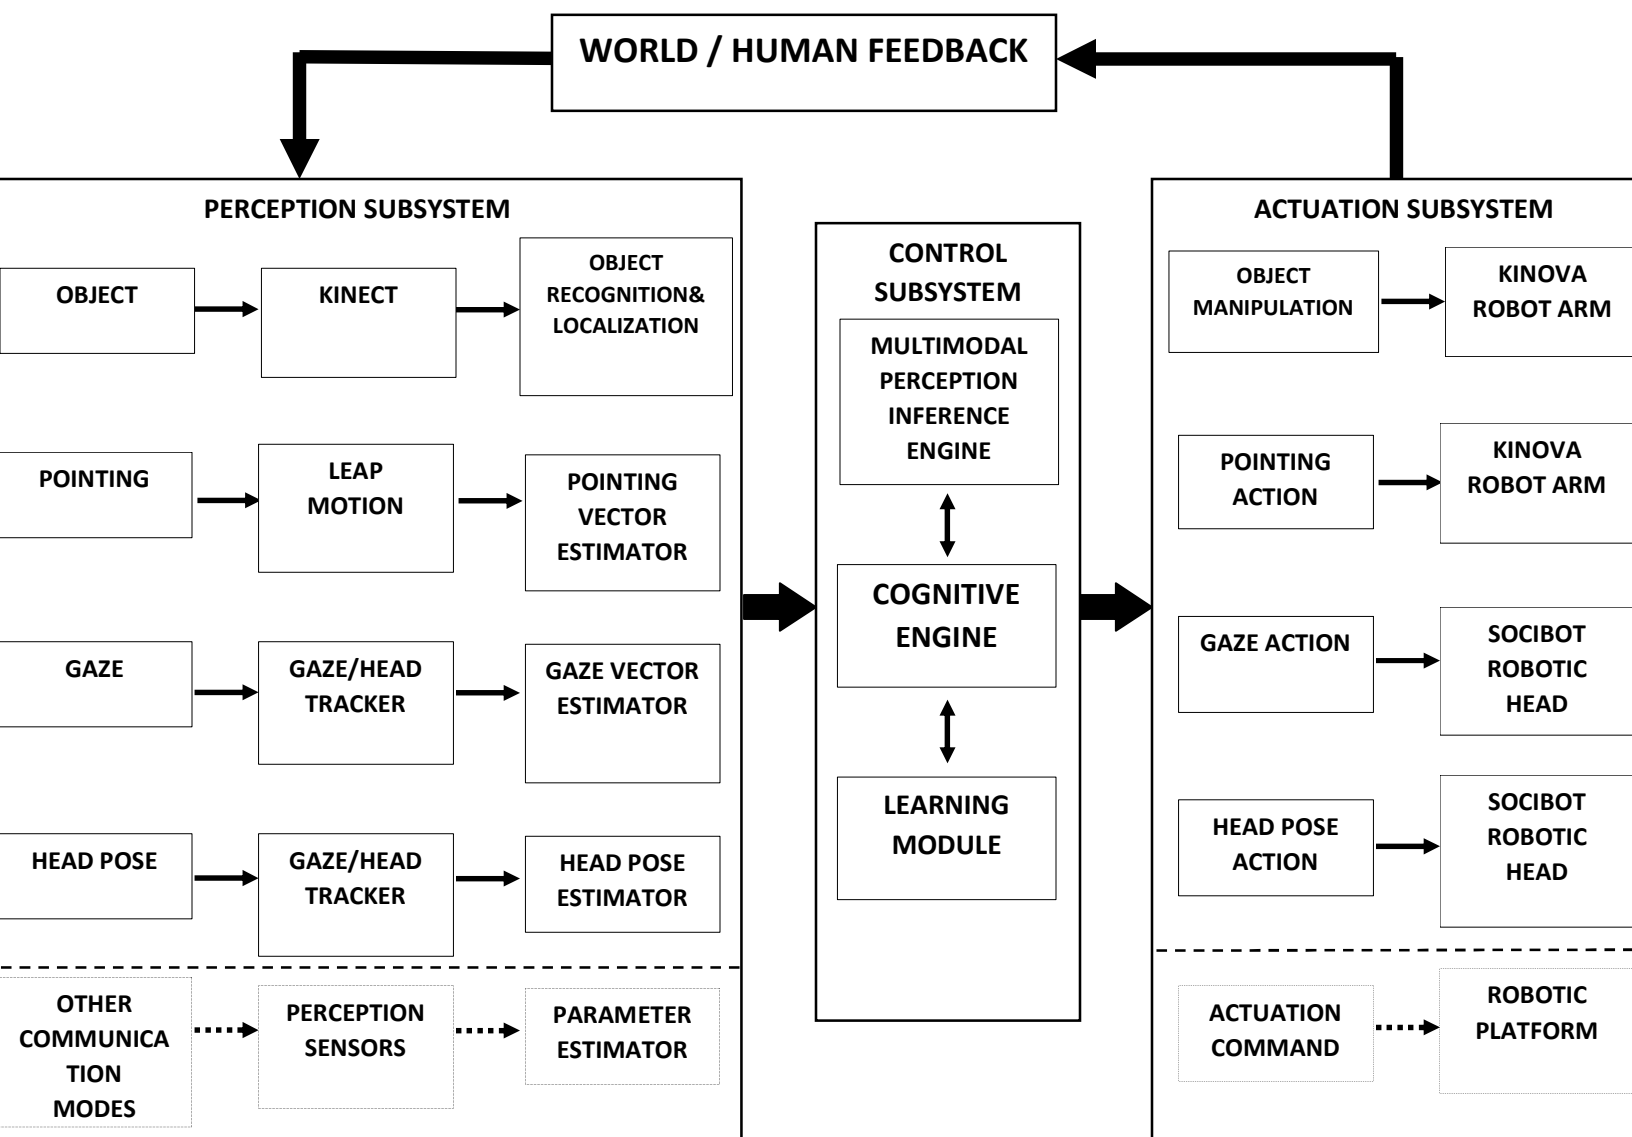 WORLD / HUMAN FEEDBACK
PERCEPTION SUBSYSTEM
OBJECT
KINECT
OBJECT
RECOGNITION&
LOCALIZATION
POINTING
LEAP
MOTION
POINTING
VECTOR
ESTIMATOR
GAZE
GAZE/HEAD
TRACKER
GAZE VECTOR
ESTIMATOR
HEAD POSE
GAZE/HEAD
TRACKER
HEAD POSE
ESTIMATOR
OTHER
COMMUNICA
TION
MODES
PERCEPTION
SENSORS
PARAMETER
ESTIMATOR
CONTROL
SUBSYSTEM
MULTIMODAL
PERCEPTION
INFERENCE
ENGINE
COGNITIVE
ENGINE
LEARNING
MODULE
ACTUATION SUBSYSTEM
OBJECT
MANIPULATION
KINOVA
ROBOT ARM
POINTING
ACTION
KINOVA
ROBOT ARM
GAZE ACTION
SOCIBOT
ROBOTIC
HEAD
HEAD POSE
ACTION
SOCIBOT
ROBOTIC
HEAD
ACTUATION
COMMAND
ROBOTIC
PLATFORM